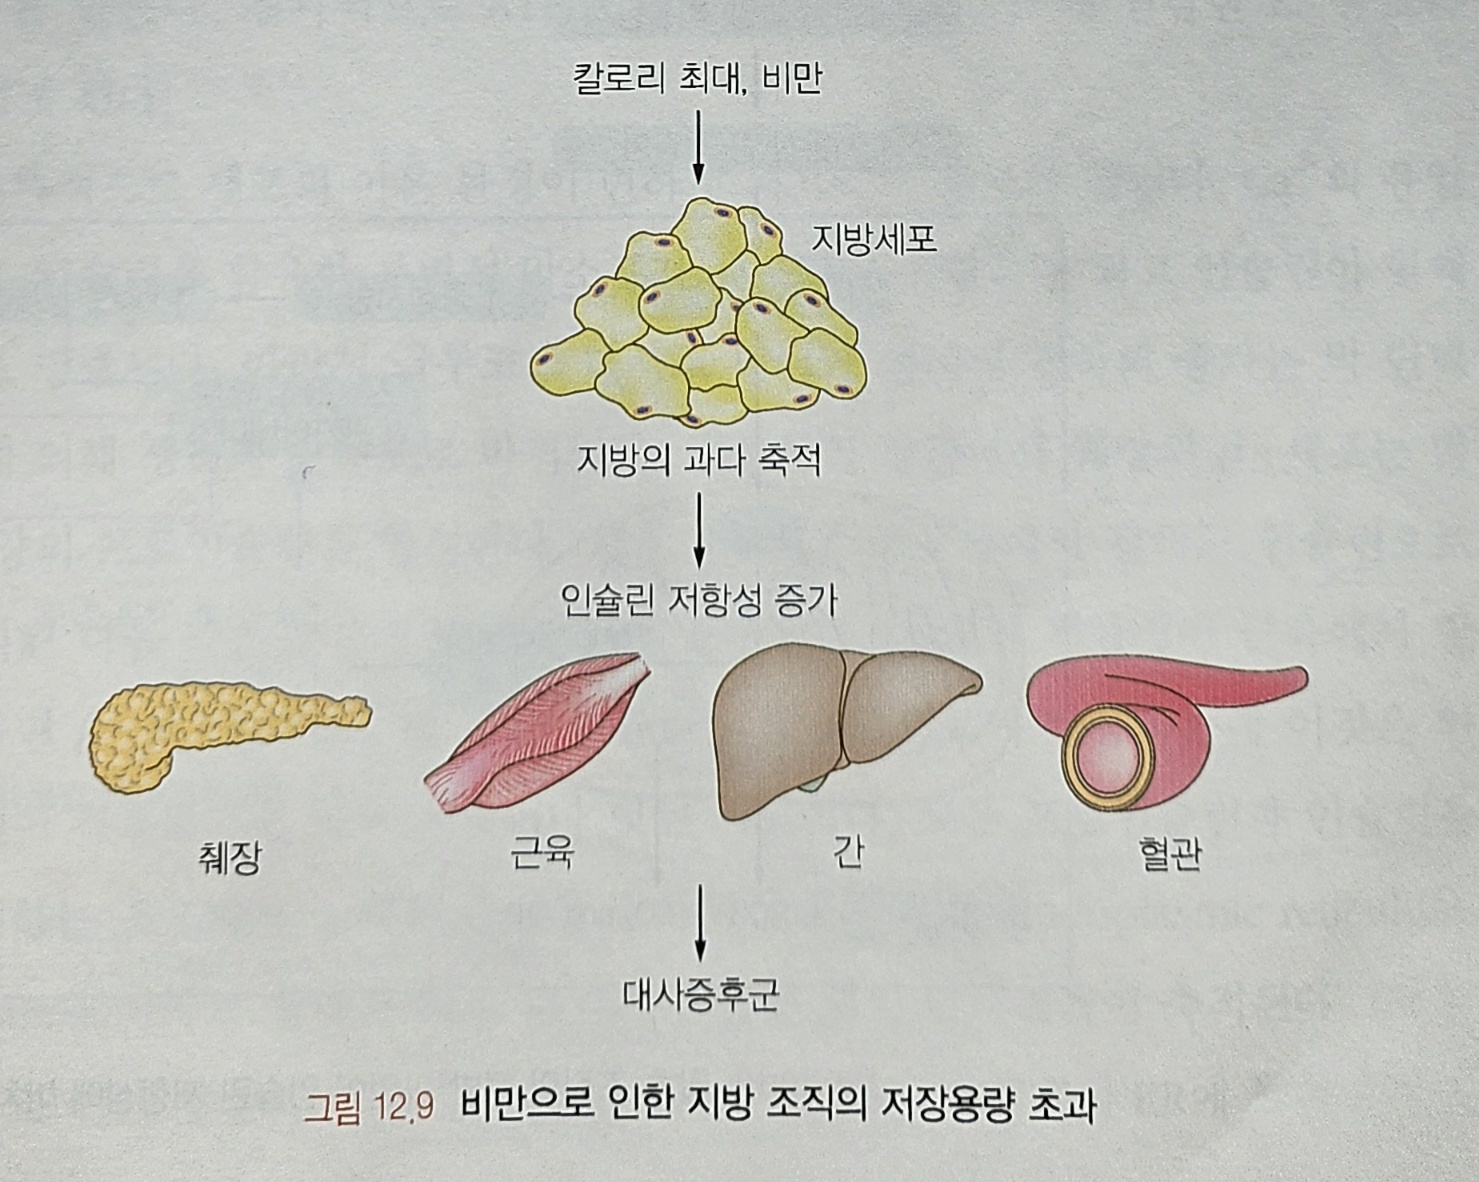 칼로리 최대, 비만
지방세포
지방의 과다 축적
인슐린 저항성 증가
췌장
근육
간
혈관
대사증후군
그림 12.9 비만으로 인한 지방 조직의 저장용량 초과